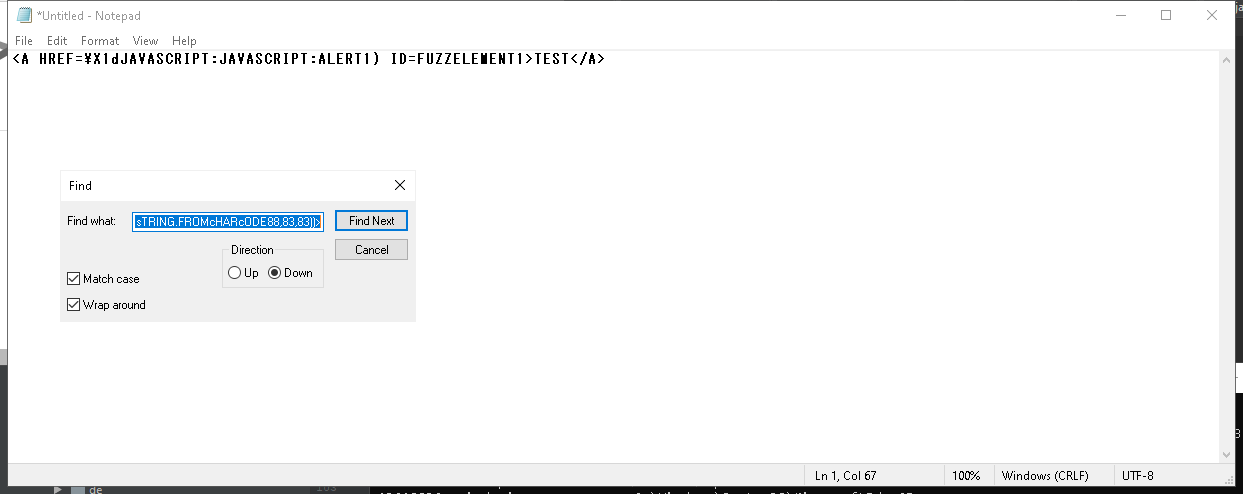 *Untitled - Notepad
File Edit Format View Help
<A HREF=¥X1dJAVASCRIPT:JAVASCRIPT:ALERT1) ID=FUZZELEMENT1>TEST</A>
Find
Find what: sTRING.FROMcHARcODE88,83,83))> Find Next
Direction Cancel
Up Down
Match case
Wrap around
Ln 1, Col 67 100% Windows (CRLF) UTF-8
de